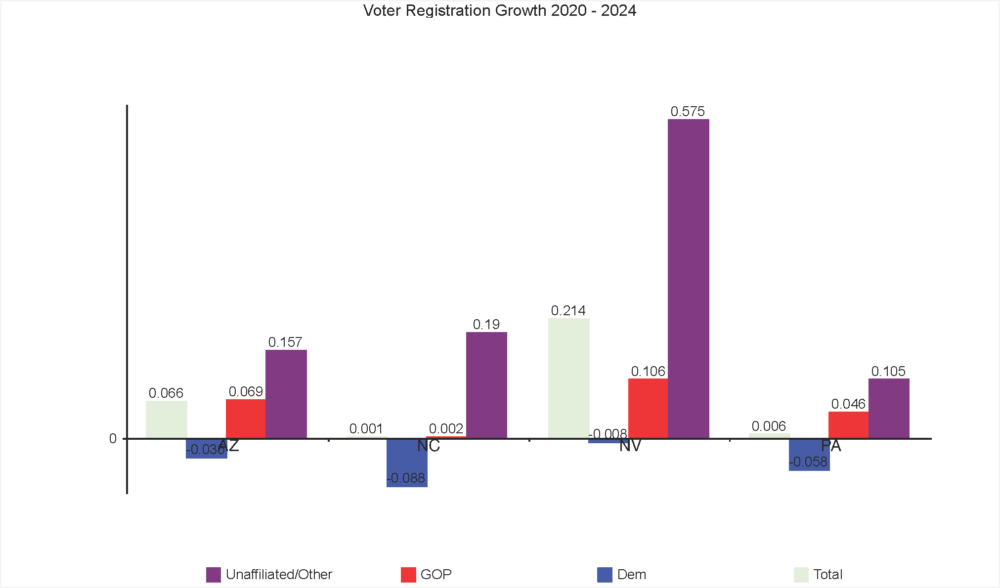 Voter Registration Growth 2020 - 2024
0.575
0.214
0.19
0.157
0.106
0.105
0.066
0.069
0.046
0.001
0.002
0.006
-0.008
0
AZ
NC
NV
PA
-0.058
-0.088
Unaffiliated/Other
GOP
Dem
Total